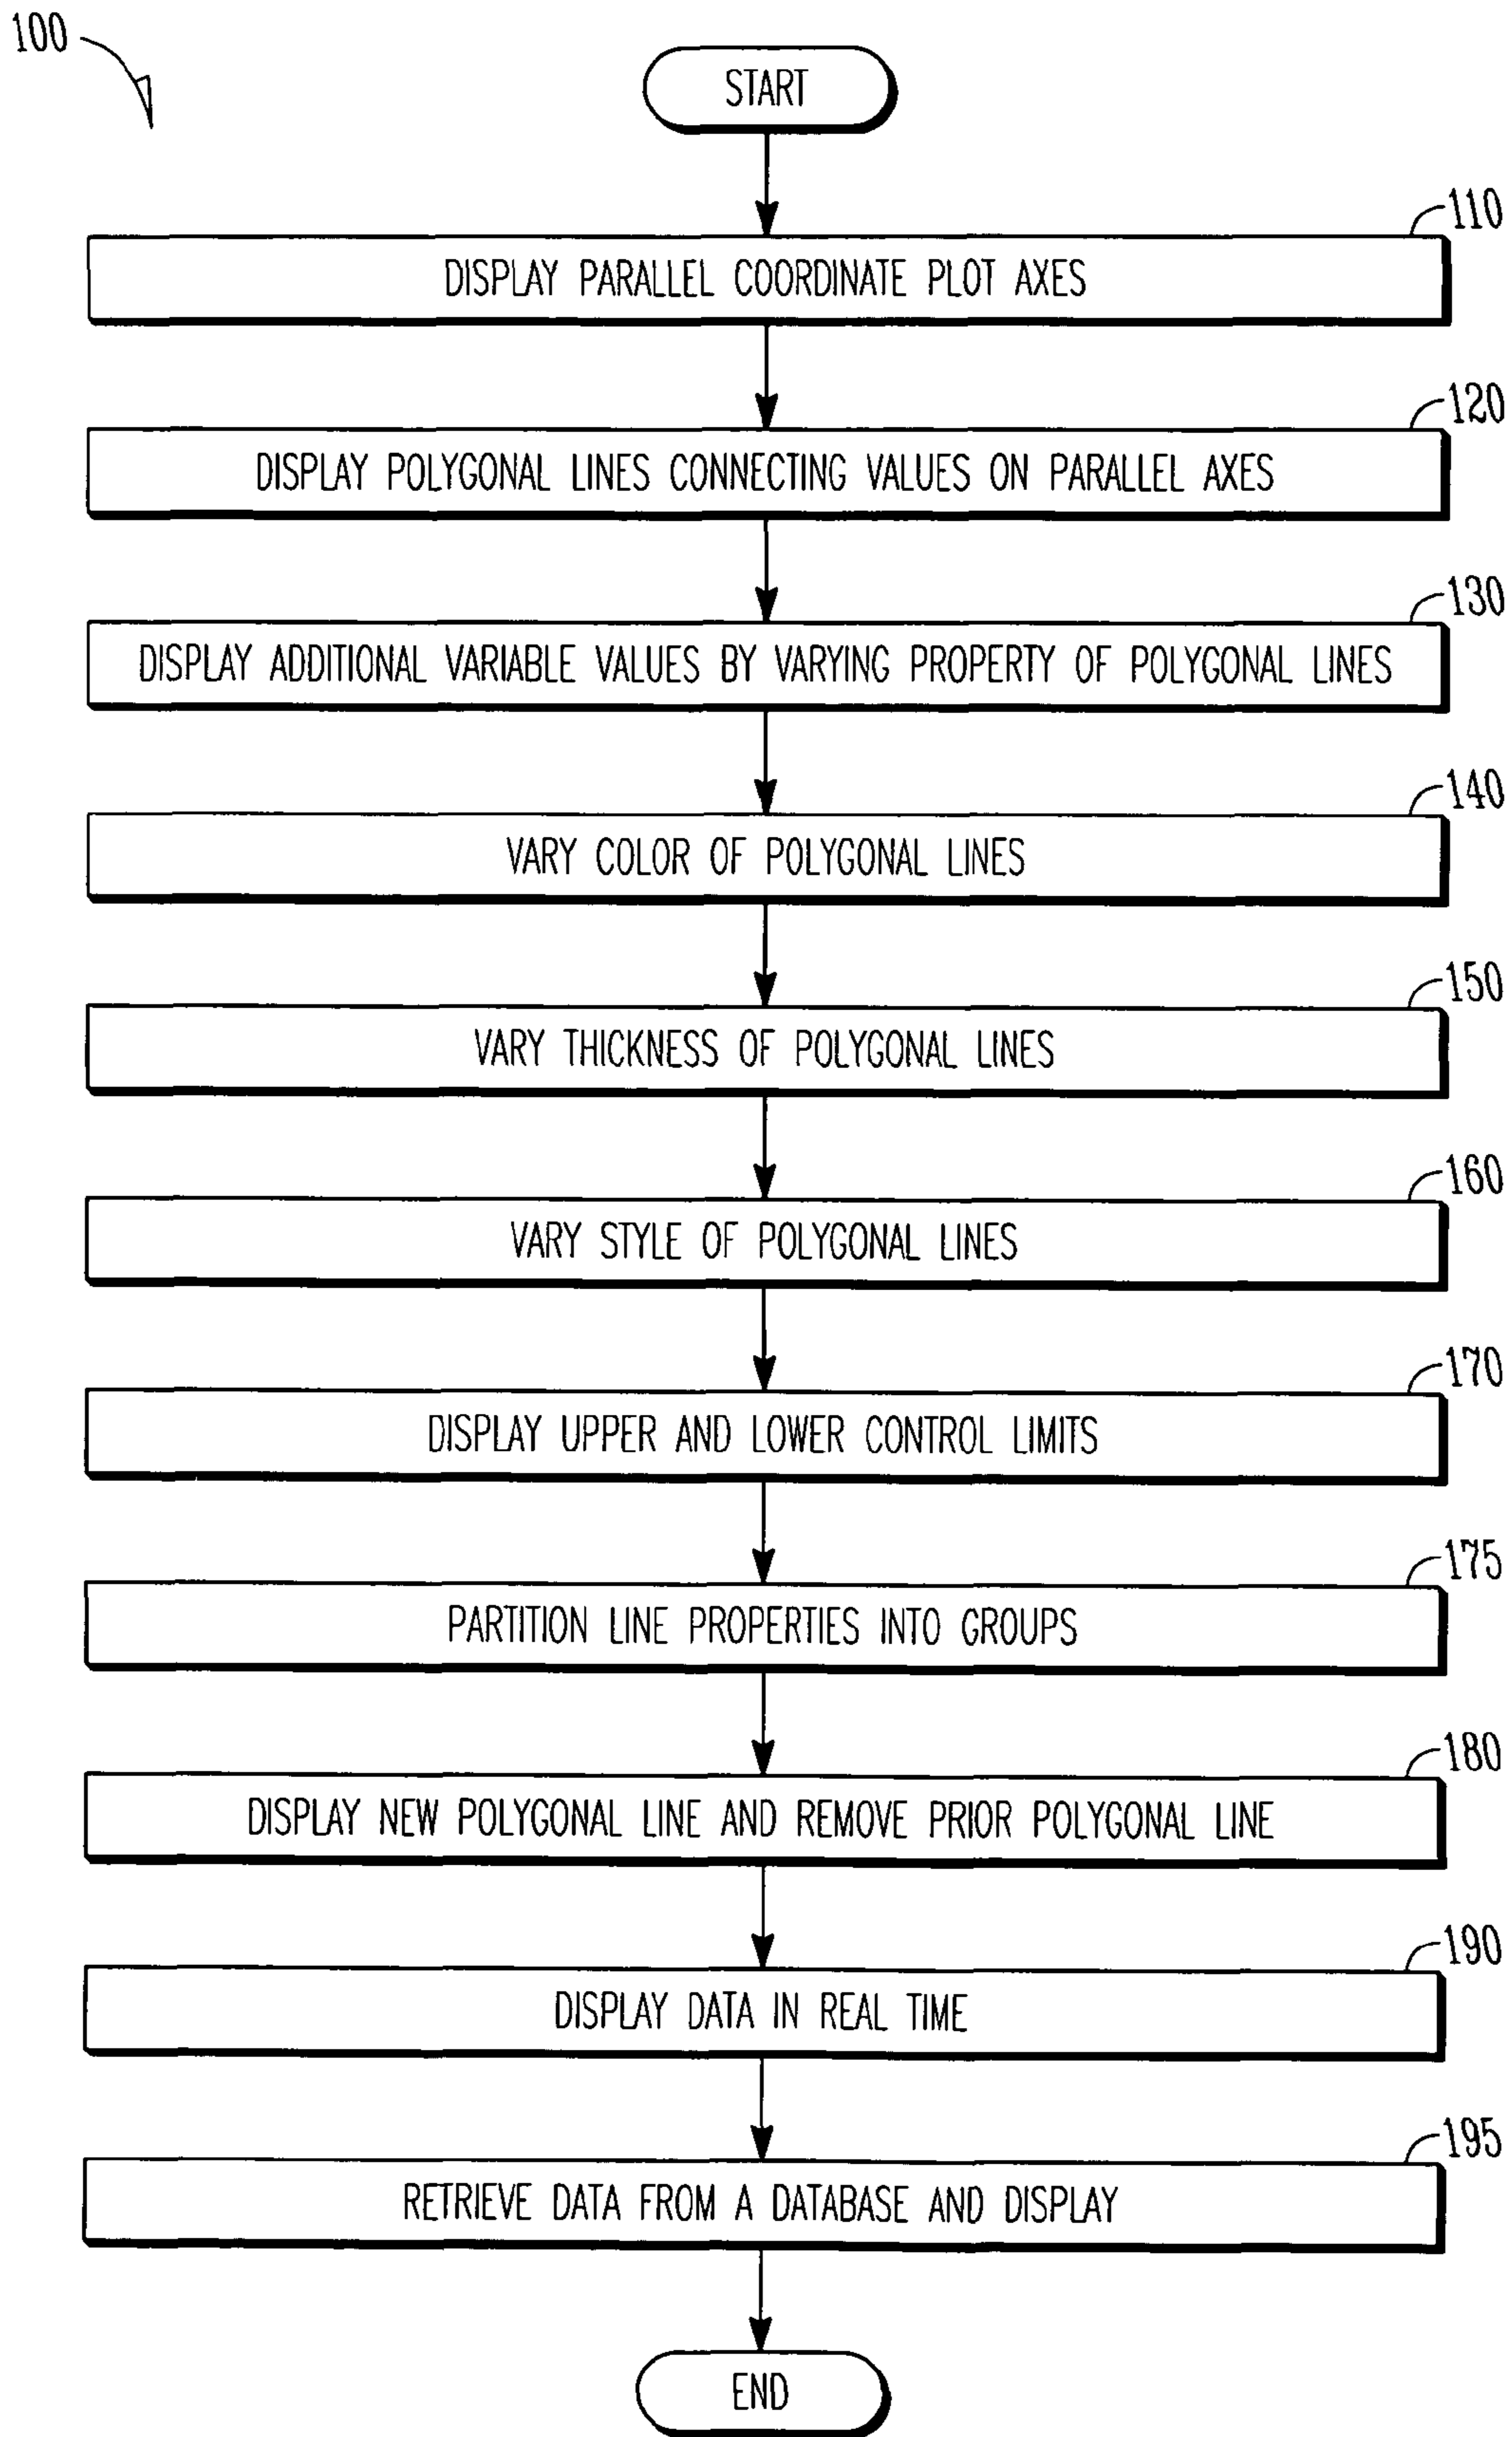 100
START
110
DISPLAY PARALLEL COORDINATE PLOT AXES
120
DISPLAY POLYGONAL LINES CONNECTING VALUES ON PARALLEL AXES
130
DISPLAY ADDITIONAL VARIABLE VALUES BY VARYING PROPERTY OF POLYGONAL LINES
140
VARY COLOR OF POLYGONAL LINES
150
VARY THICKNESS OF POLYGONAL LINES
160
VARY STYLE OF POLYGONAL LINES
170
DISPLAY UPPER AND LOWER CONTROL LIMITS
175
PARTITION LINE PROPERTIES INTO GROUPS
180
DISPLAY NEW POLYGONAL LINE AND REMOVE PRIOR POLYGONAL LINE
190
DISPLAY DATA IN REAL TIME
195
RETRIEVE DATA FROM A DATABASE AND DISPLAY
END